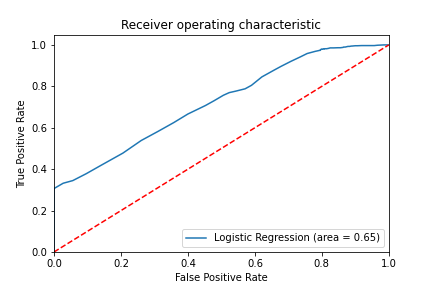 Receiver operating characteristic
1.0
0.8
0.6
0.4
0.2
0.0
True Positive Rate
Logistic Regression (area = 0.65)
0.0 0.2 0.4 0.6 0.8 1.0
False Positive Rate